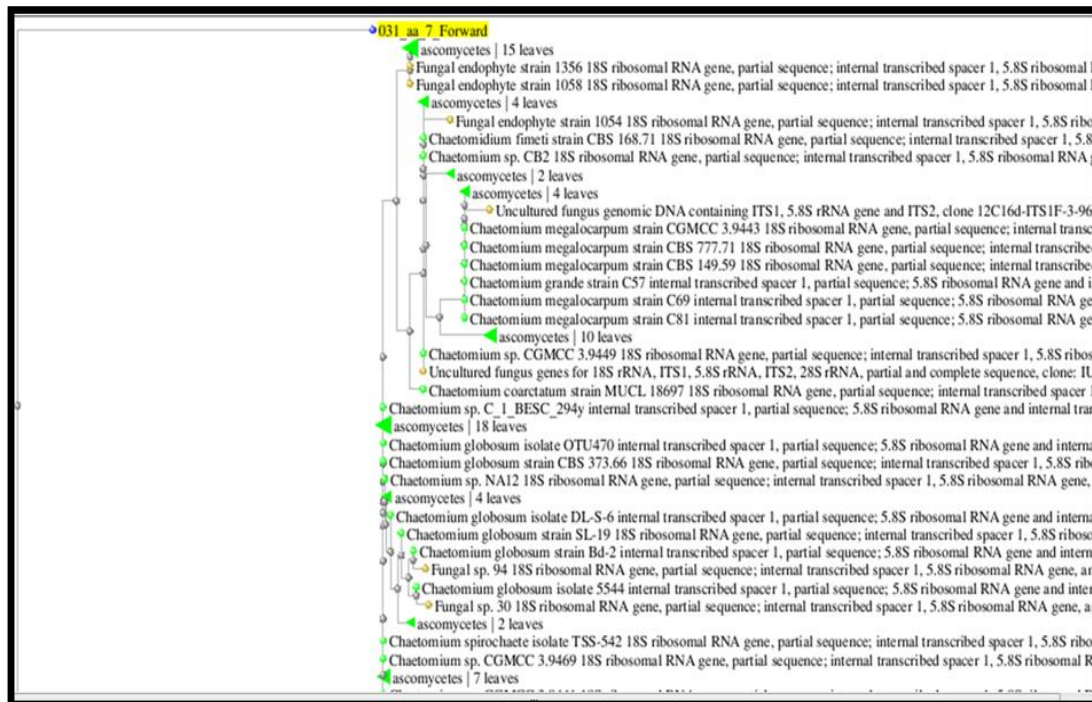 031_aa_7_Forward
ascomycetes | 15 leaves
Fungal endophyte strain 1356 18S ribosomal RNA gene, partial sequence; internal transcribed spacer 1, 5.8S ribosomal
Fungal endophyte strain 1058 18S ribosomal RNA gene, partial sequence; internal transcribed spacer 1, 5.8S ribosomal
ascomycetes | 4 leaves
Fungal endophyte strain 1054 18S ribosomal RNA gene, partial sequence; internal transcribed spacer 1, 5.8S ribo
Chaetomidium fimeti strain CBS 168.71 18S ribosomal RNA gene, partial sequence; internal transcribed spacer 1, 5.8
Chaetomium sp. CB2 18S ribosomal RNA gene, partial sequence; internal transcribed spacer 1, 5.8S ribosomal RNA
ascomycetes | 2 leaves
ascomycetes | 4 leaves
Uncultured fungus genomic DNA containing ITS1, 5.8S rRNA gene and ITS2, clone 12C16d-ITS1F-3-96
Chaetomium megalocarpum strain CGMCC 3.9443 18S ribosomal RNA gene, partial sequence; internal transc
Chaetomium megalocarpum strain CBS 777.71 18S ribosomal RNA gene, partial sequence; internal transcribe
Chaetomium megalocarpum strain CBS 149.59 18S ribosomal RNA gene, partial sequence; internal transcribe
Chaetomium grande strain C57 internal transcribed spacer 1, partial sequence; 5.8S ribosomal RNA gene and i
Chaetomium megalocarpum strain C69 internal transcribed spacer 1, partial sequence; 5.8S ribosomal RNA ge
Chaetomium megalocarpum strain C81 internal transcribed spacer 1, partial sequence; 5.8S ribosomal RNA ge
ascomycetes | 10 leaves
Chaetomium sp. CGMCC 3.9449 18S ribosomal RNA gene, partial sequence; internal transcribed spacer 1, 5.8S ribos
Uncultured fungus genes for 18S rRNA, ITS1, 5.8S rRNA, ITS2, 28S rRNA, partial and complete sequence, clone: IU
Chaetomium coarctatum strain MUCL 18697 18S ribosomal RNA gene, partial sequence; internal transcribed spacer
Chaetomium sp. C_1_BESC_294y internal transcribed spacer 1, partial sequence; 5.8S ribosomal RNA gene and internal tra
ascomycetes | 18 leaves
Chaetomium globosum isolate OTU470 internal transcribed spacer 1, partial sequence; 5.8S ribosomal RNA gene and interna
Chaetomium globosum strain CBS 373.66 18S ribosomal RNA gene, partial sequence; internal transcribed spacer 1, 5.8S ribo
Chaetomium sp. NA12 18S ribosomal RNA gene, partial sequence; internal transcribed spacer 1, 5.8S ribosomal RNA gene,
ascomycetes | 4 leaves
Chaetomium globosum isolate DL-S-6 internal transcribed spacer 1, partial sequence; 5.8S ribosomal RNA gene and interna
Chaetomium globosum strain SL-19 18S ribosomal RNA gene, partial sequence; internal transcribed spacer 1, 5.8S riboso
Chaetomium globosum strain Bd-2 internal transcribed spacer 1, partial sequence; 5.8S ribosomal RNA gene and intern
Fungal sp. 94 18S ribosomal RNA gene, partial sequence; internal transcribed spacer 1, 5.8S ribosomal RNA gene, an
Chaetomium globosum isolate 5544 internal transcribed spacer 1, partial sequence; 5.8S ribosomal RNA gene and inte
Fungal sp. 30 18S ribosomal RNA gene, partial sequence; internal transcribed spacer 1, 5.8S ribosomal RNA gene, a
ascomycetes | 2 leaves
Chaetomium spirochaete isolate TSS-542 18S ribosomal RNA gene, partial sequence; internal transcribed spacer 1, 5.8S ribo
Chaetomium sp. CGMCC 3.9469 18S ribosomal RNA gene, partial sequence; internal transcribed spacer 1, 5.8S ribosomal R
ascomycetes | 7 leaves